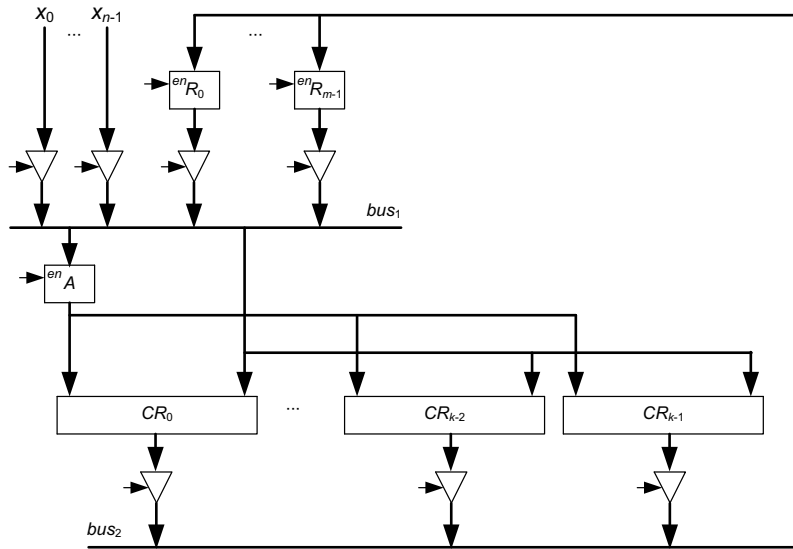 x0 ... xn-1 ...
en R0 en Rm-1
bus1
en A
CR0 ... CRk-2 CRk-1
bus2